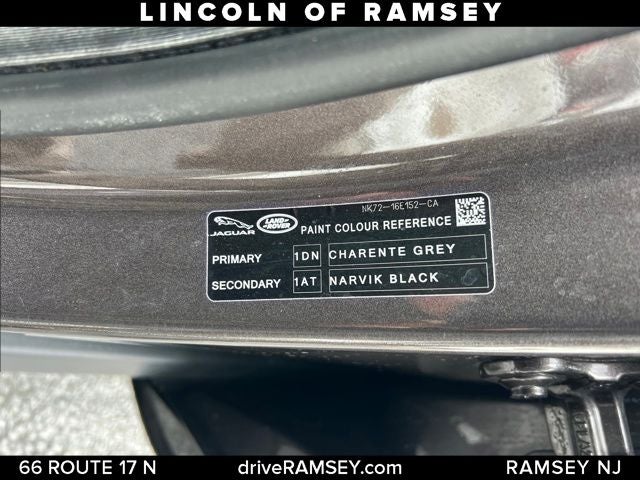 LINCOLN OF RAMSEY
NK72-16E152-CA
JAGUAR LAND ROVER PAINT COLOUR REFERENCE
PRIMARY 1DN CHARENTE GREY
SECONDARY 1AT NARVIK BLACK
66 ROUTE 17 N driveRAMSEY.com RAMSEY NJ